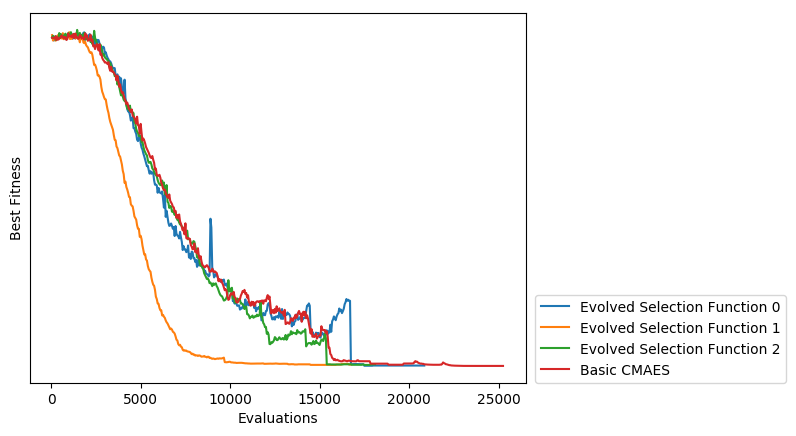 Best Fitness
0
5000
10000
15000
20000
25000
Evaluations
Evolved Selection Function 0
Evolved Selection Function 1
Evolved Selection Function 2
Basic CMAES